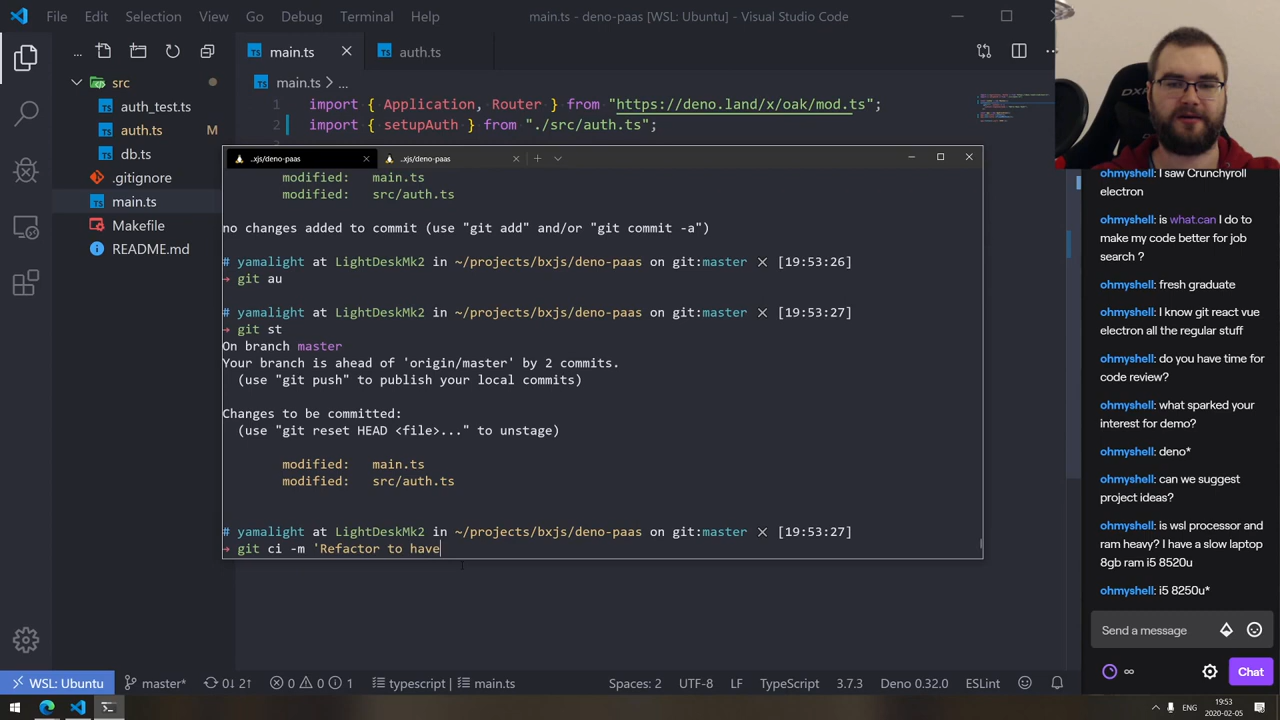 File Edit Selection View Go Debug Terminal Help
main.ts - deno-paas [WSL: Ubuntu] - Visual Studio Code
...
src
auth_test.ts
auth.ts M
db.ts
.gitignore
main.ts
Makefile
README.md
main.ts
auth.ts
main.ts > ...
1 import { Application, Router } from "https://deno.land/x/oak/mod.ts";
2 import { setupAuth } from "./src/auth.ts";
..xjs/deno-paas
..xjs/deno-paas
modified: main.ts
modified: src/auth.ts
no changes added to commit (use "git add" and/or "git commit -a")
# yamalight at LightDeskMk2 in ~/projects/bxjs/deno-paas on git:master ✕ [19:53:26]
→ git au
# yamalight at LightDeskMk2 in ~/projects/bxjs/deno-paas on git:master ✕ [19:53:27]
→ git st
On branch master
Your branch is ahead of 'origin/master' by 2 commits.
(use "git push" to publish your local commits)
Changes to be committed:
(use "git reset HEAD <file>..." to unstage)
modified: main.ts
modified: src/auth.ts
# yamalight at LightDeskMk2 in ~/projects/bxjs/deno-paas on git:master ✕ [19:53:27]
→ git ci -m 'Refactor to have
DXR
ohmyshell: I saw Crunchyroll
electron
ohmyshell: is what.can I do to
make my code better for job
search ?
ohmyshell: fresh graduate
ohmyshell: I know git react vue
electron all the regular stuff
ohmyshell: do you have time for
code review?
ohmyshell: what sparked your
interest for demo?
ohmyshell: deno*
ohmyshell: can we suggest
project ideas?
ohmyshell: is wsl processor and
ram heavy? I have a slow laptop
8gb ram i5 8520u
ohmyshell: i5 8250u*
Send a message
∞
Chat
WSL: Ubuntu
master*
0↓ 2↑
0 0 1
typescript | main.ts
Spaces: 2
UTF-8
LF
TypeScript
3.7.3
Deno 0.32.0
ESLint
ENG
19:53
2020-02-05